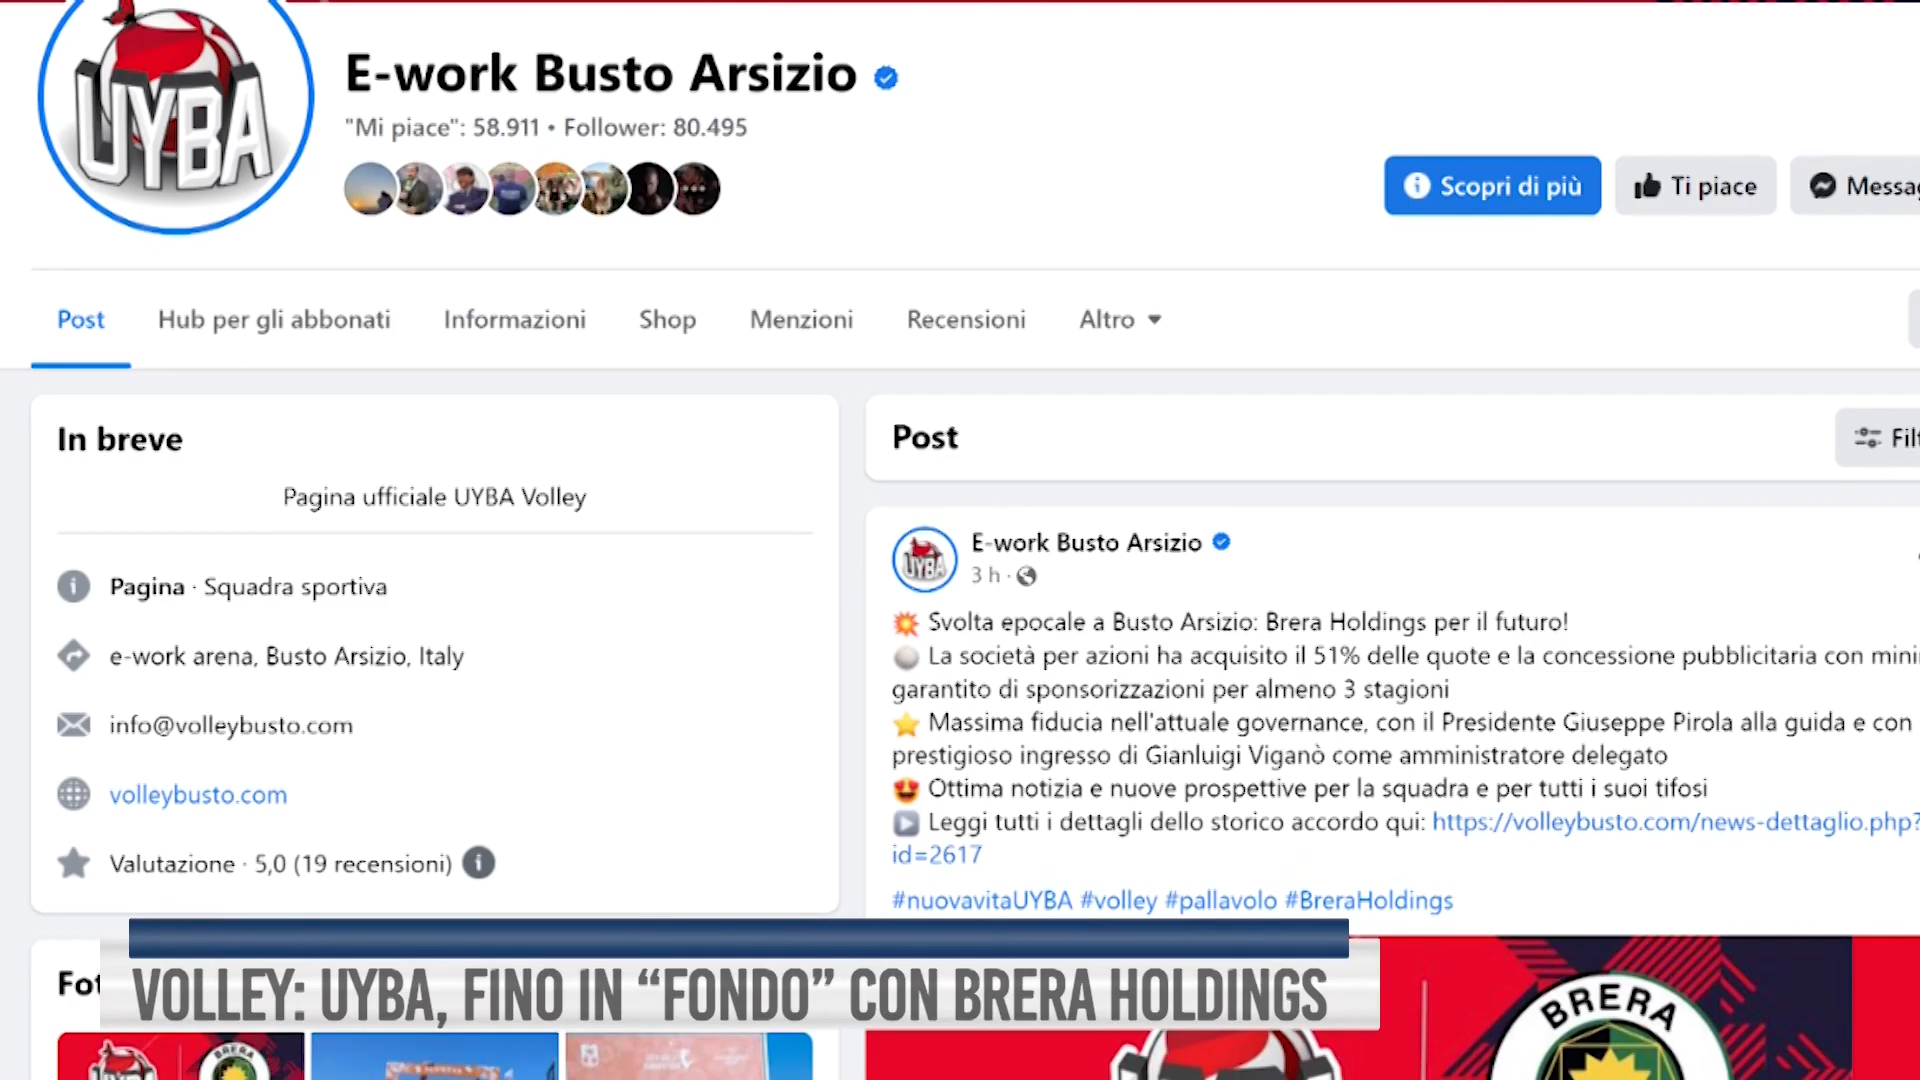 UYBA
E-work Busto Arsizio
"Mi piace": 58.911 • Follower: 80.495
Scopri di più
Ti piace
Post
Hub per gli abbonati
Informazioni
Shop
Menzioni
Recensioni
Altro
In breve
Pagina ufficiale UYBA Volley
Pagina · Squadra sportiva
e-work arena, Busto Arsizio, Italy
info@volleybusto.com
volleybusto.com
Valutazione · 5,0 (19 recensioni)
Post
UYBA
E-work Busto Arsizio
3 h ·
Svolta epocale a Busto Arsizio: Brera Holdings per il futuro!
La società per azioni ha acquisito il 51% delle quote e la concessione pubblicitaria con
garantito di sponsorizzazioni per almeno 3 stagioni
Massima fiducia nell'attuale governance, con il Presidente Giuseppe Pirola alla guida e con
prestigioso ingresso di Gianluigi Viganò come amministratore delegato
Ottima notizia e nuove prospettive per la squadra e per tutti i suoi tifosi
Leggi tutti i dettagli dello storico accordo qui: https://volleybusto.com/news-dettaglio.php?
id=2617
#nuovavitaUYBA #volley #pallavolo #BreraHoldings
VOLLEY: UYBA, FINO IN “FONDO” CON BRERA HOLDINGS
BRERA
UYBA
BRERA